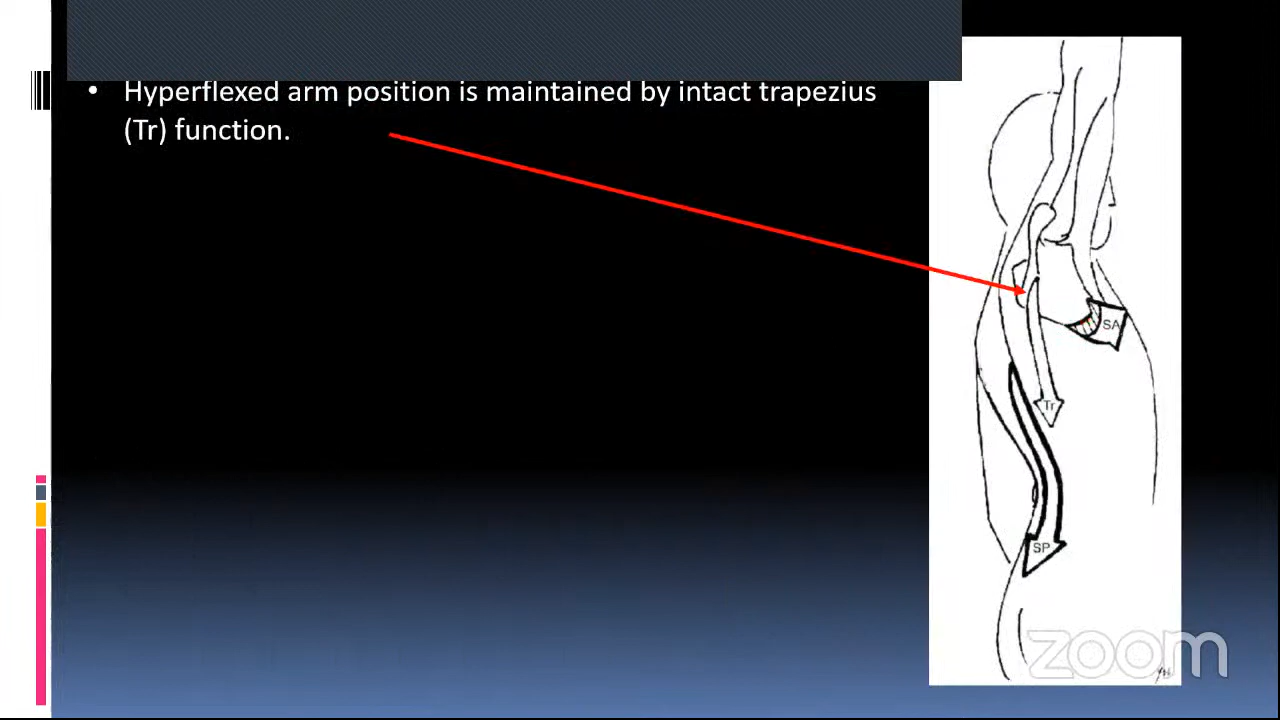 • Hyperflexed arm position is maintained by intact trapezius
(Tr) function.
SA
Tr
SP
zoom